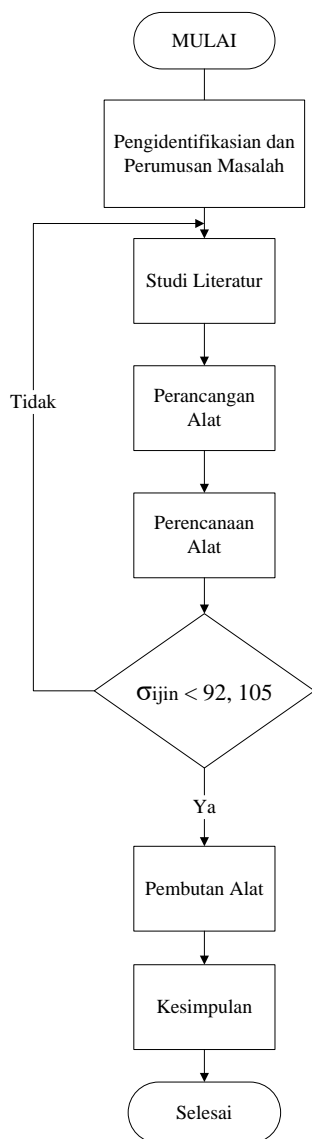 MULAI
Pengidentifikasian dan
Perumusan Masalah
Studi Literatur
Tidak
Perancangan
Alat
Perencanaan
Alat
σijin < 92, 105
Ya
Pembutan Alat
Kesimpulan
Selesai